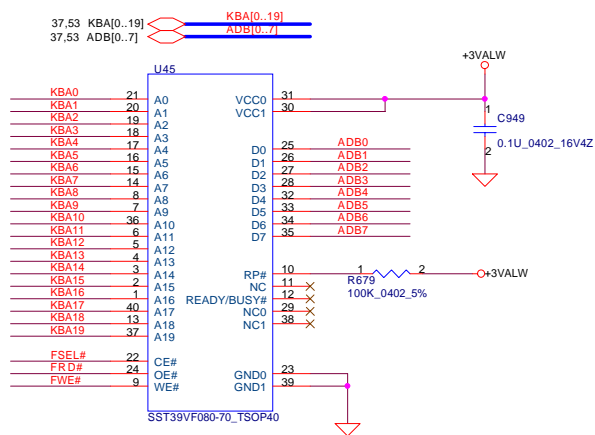 37,53 KBA[0..19] KBA[0..19]
37,53 ADB[0..7] ADB[0..7]
+3VALW
U45
KBA0 21 A0 VCC0 31
KBA1 20 A1 VCC1 30
1 C949
KBA2 19 A2
KBA3 18 A3
0.1U_0402_16V4Z
KBA4 17 A4 D0 25 ADB0
2
KBA5 16 A5 D1 26 ADB1
KBA6 15 A6 D2 27 ADB2
KBA7 14 A7 D3 28 ADB3
KBA8 8 A8 D4 32 ADB4
KBA9 7 A9 D5 33 ADB5
KBA10 36 A10 D6 34 ADB6
KBA11 6 A11 D7 35 ADB7
KBA12 5 A12
KBA13 4 A13
KBA14 3 A14 RP# 10 1 2 +3VALW
R679
KBA15 2 A15 NC 11
100K_0402_5%
KBA16 1 A16 READY/BUSY# 12
KBA17 40 A17 NC0 29
KBA18 13 A18 NC1 38
KBA19 37 A19
FSEL# 22 CE#
FRD# 24 OE# GND0 23
FWE# 9 WE# GND1 39
SST39VF080-70_TSOP40